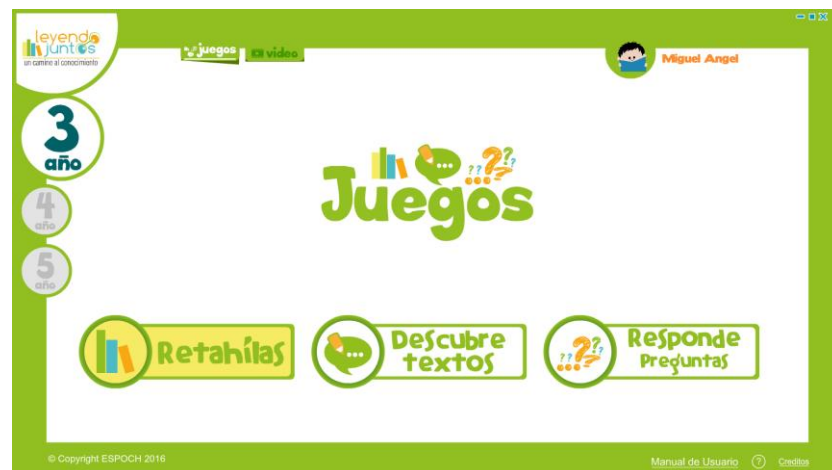 leyendo
juntos
un camino al conocimiento
juegos
video
Miguel Angel
3
año
4
año
5
año
Juegos
Retahílas
Descubre
textos
Responde
Preguntas
© Copyright ESPOCH 2016
Manual de Usuario ? Creditos